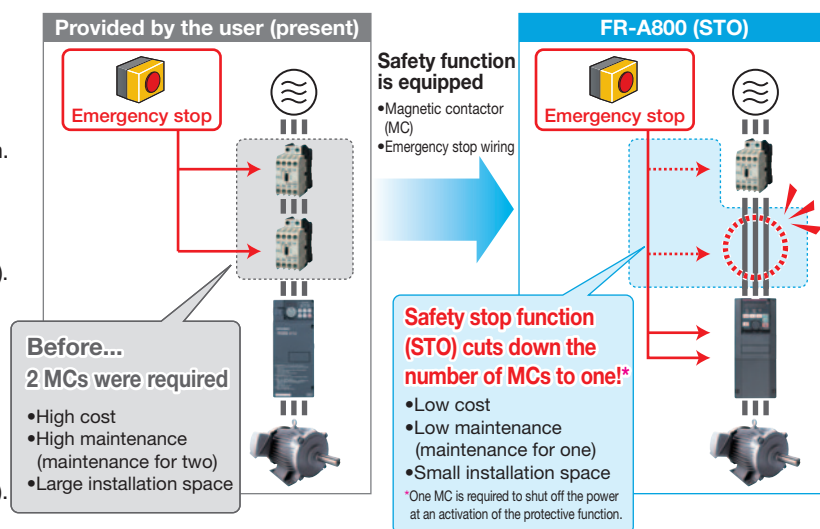 Provided by the user (present)
Emergency stop
Before...
2 MCs were required
•High cost
•High maintenance
(maintenance for two)
•Large installation space
Safety function
is equipped
•Magnetic contactor
(MC)
•Emergency stop wiring
FR-A800 (STO)
Emergency stop
Safety stop function
(STO) cuts down the
number of MCs to one!*
•Low cost
•Low maintenance
(maintenance for one)
•Small installation space
*One MC is required to shut off the power
at an activation of the protective function.